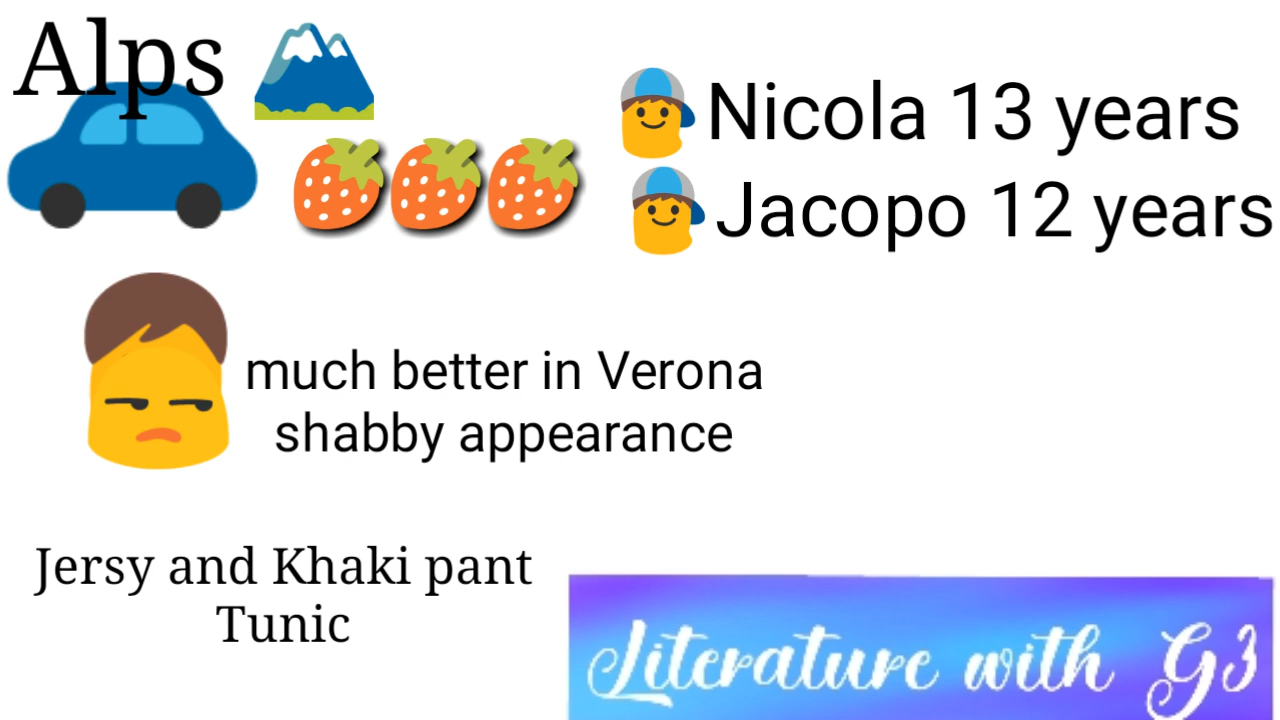 Alps
Nicola 13 years
Jacopo 12 years
much better in Verona
shabby appearance
Jersy and Khaki pant
Tunic
Literature with G3